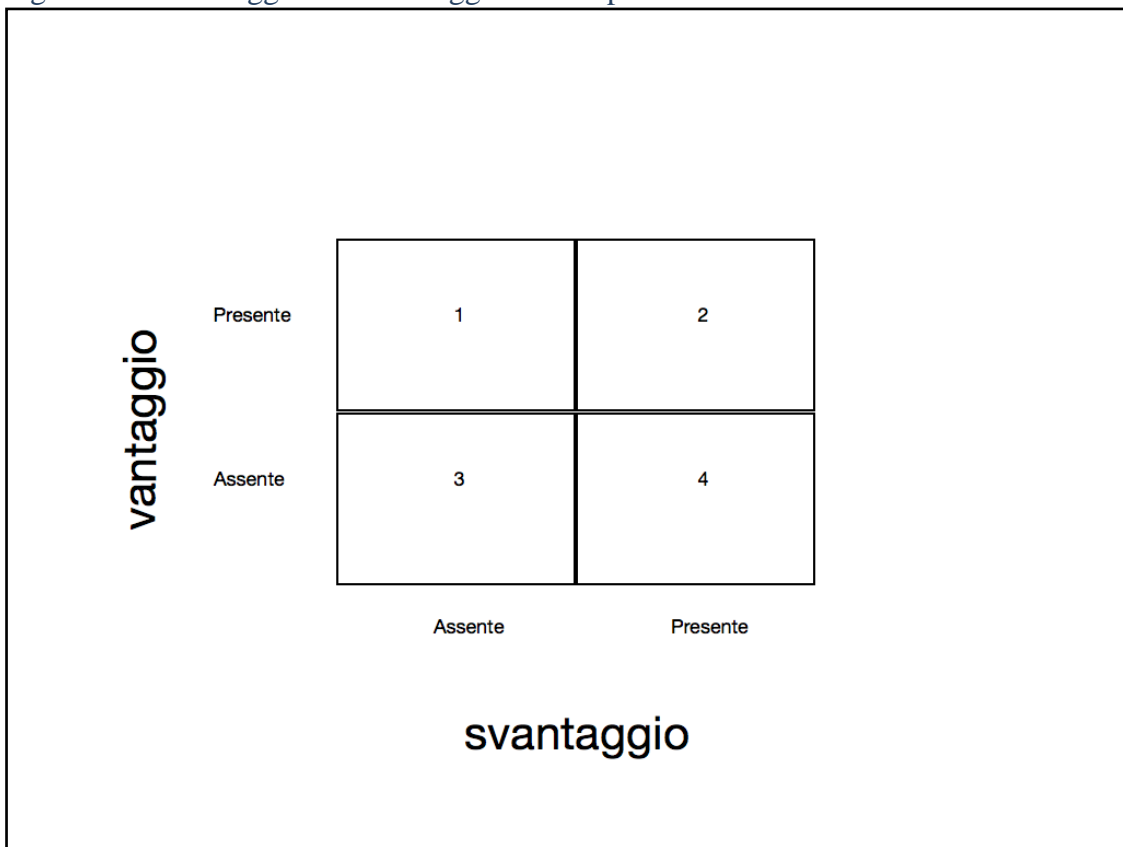 vantaggio
Presente 1 2
Assente 3 4
Assente Presente
svantaggio